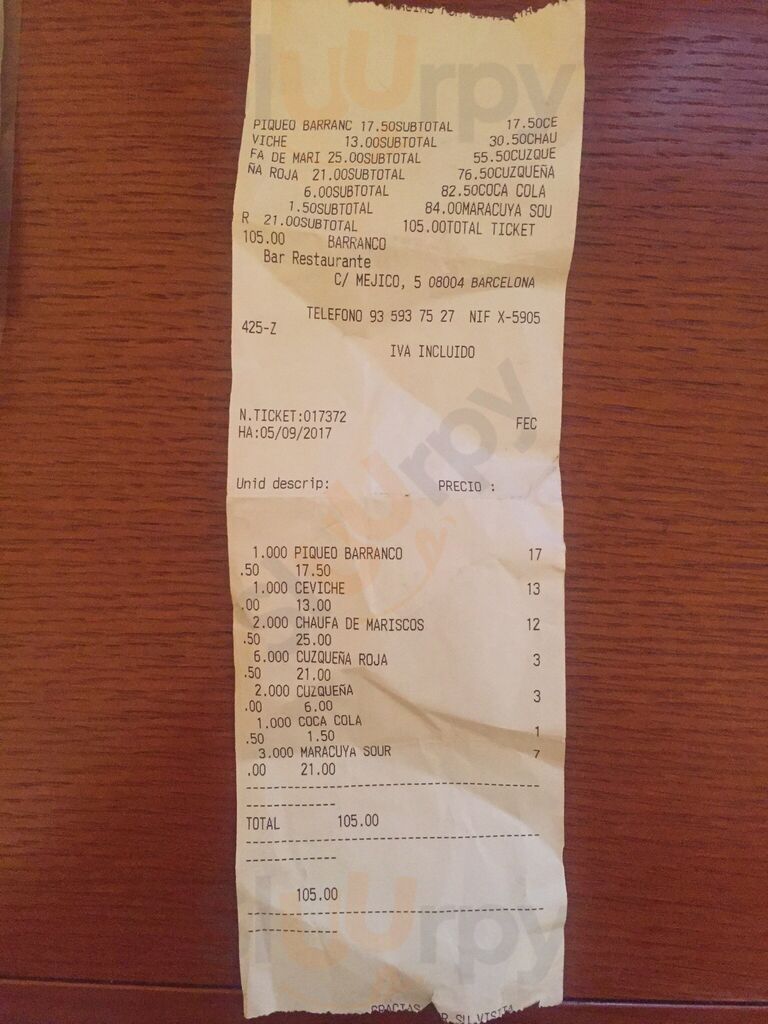 PIQUEO BARRANC 17.50SUBTOTAL 17.50CE
VICHE 13.00SUBTOTAL 30.50CHAU
FA DE MARI 25.00SUBTOTAL 55.50CUZQUE
ÑA ROJA 21.00SUBTOTAL 76.50CUZQUEÑA
6.00SUBTOTAL 82.50COCA COLA
1.50SUBTOTAL 84.00MARACUYA SOU
R 21.00SUBTOTAL 105.00TOTAL TICKET
105.00 BARRANCO
Bar Restaurante
C/ MEJICO, 5 08004 BARCELONA
TELEFONO 93 593 75 27 NIF X-5905
425-Z
IVA INCLUIDO
N.TICKET:017372 FEC
HA:05/09/2017
Unid descrip: PRECIO :
1.000 PIQUEO BARRANCO 17
.50 17.50
1.000 CEVICHE 13
.00 13.00
2.000 CHAUFA DE MARISCOS 12
.50 25.00
6.000 CUZQUEÑA ROJA 3
.50 21.00
2.000 CUZQUEÑA 3
.00 6.00
1.000 COCA COLA 1
.50 1.50
3.000 MARACUYA SOUR 7
.00 21.00
TOTAL 105.00
105.00
GRACIAS POR SU VISITA
sluurpy